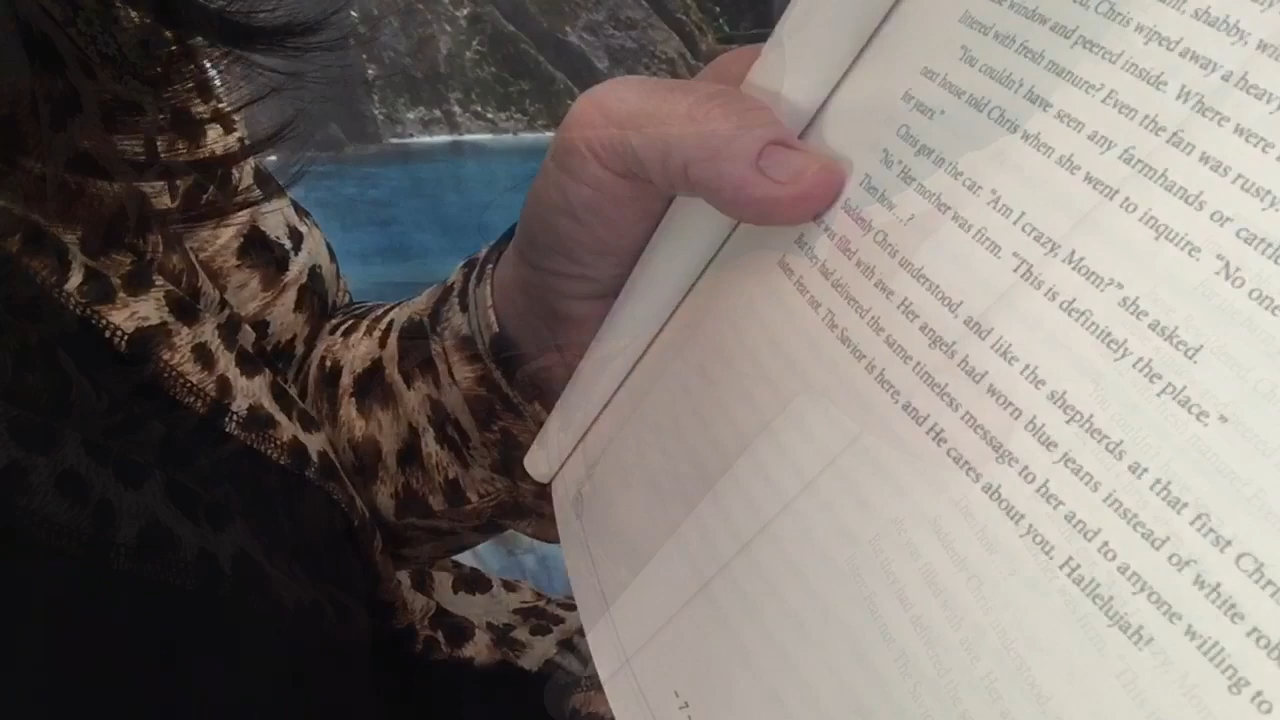 nt, shabby, wi
ed, Chris wiped away a heavy
se window and peered inside. Where were
littered with fresh manure? Even the fan was rusty
"You couldn't have seen any farmhands or cattle
next house told Chris when she went to inquire. "No one
for years."
Chris got in the car. "Am I crazy, Mom?" she asked.
"No." Her mother was firm. "This is definitely the place."
Then how…?
Suddenly Chris understood, and like the shepherds at that first Chri
was filled with awe. Her angels had worn blue jeans instead of white rob
But they had delivered the same timeless message to her and to anyone willing to
listen. Fear not. The Savior is here, and He cares about you. Hallelujah!
- 7 -